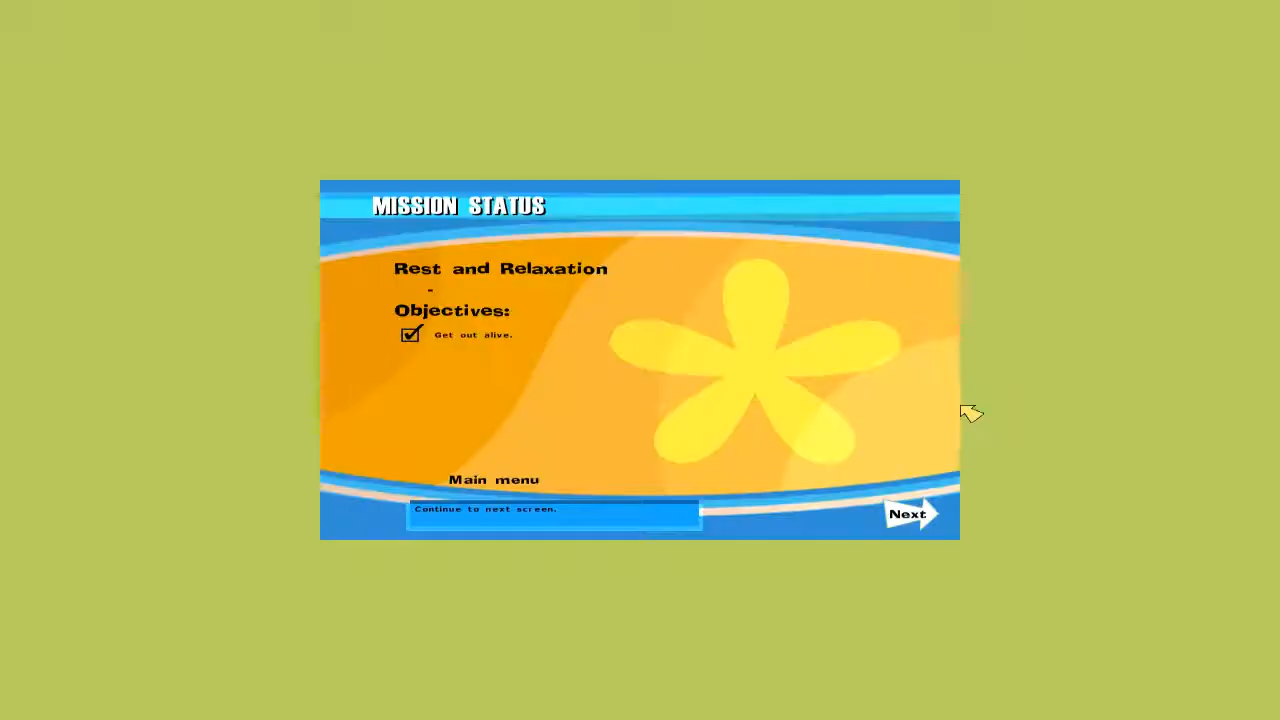 MISSION STATUS
Rest and Relaxation
-
Objectives:
Get out alive.
Main menu
Continue to next screen.
Next